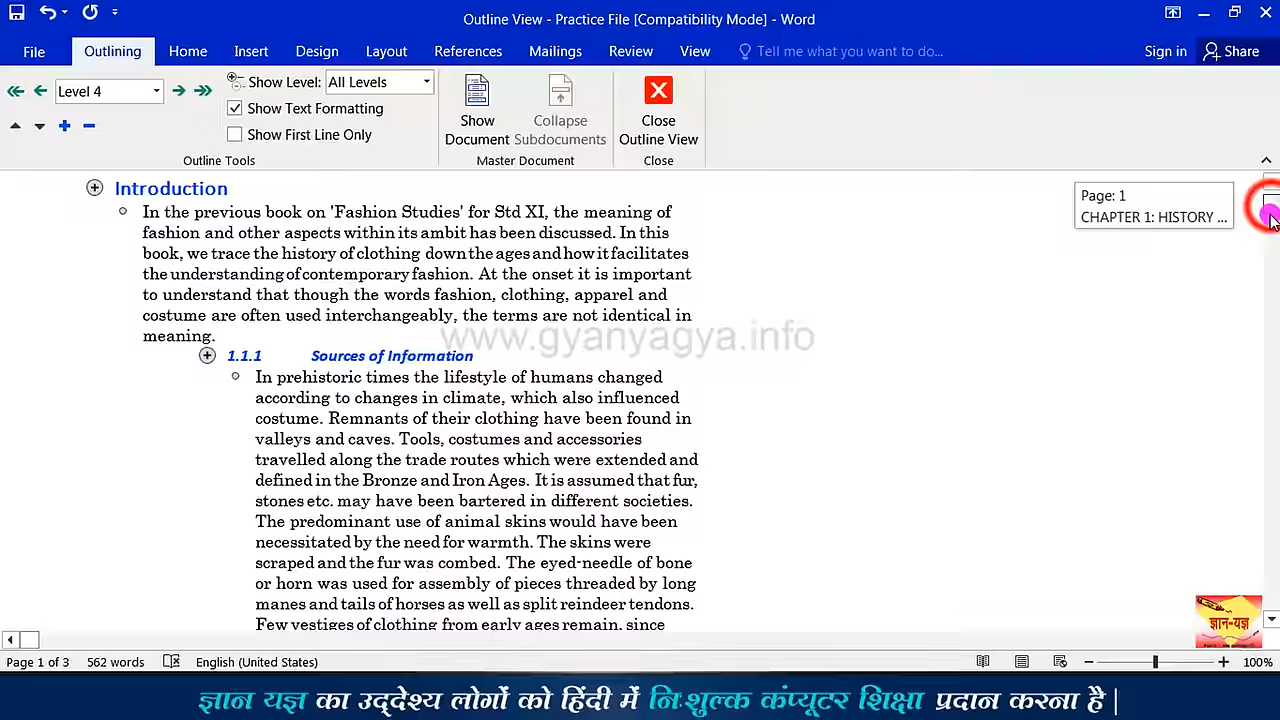 Outline View - Practice File [Compatibility Mode] - Word
File Outlining Home Insert Design Layout References Mailings Review View Tell me what you want to do... Sign in Share
Level 4
Show Level: All Levels
Show Text Formatting
Show First Line Only
Outline Tools
Show Document
Collapse Subdocuments
Master Document
Close Outline View
Close
Page: 1
CHAPTER 1: HISTORY ...
Introduction
In the previous book on 'Fashion Studies' for Std XI, the meaning of
fashion and other aspects within its ambit has been discussed. In this
book, we trace the history of clothing down the ages and how it facilitates
the understanding of contemporary fashion. At the onset it is important
to understand that though the words fashion, clothing, apparel and
costume are often used interchangeably, the terms are not identical in
meaning.
www.gyanyagya.info
1.1.1 Sources of Information
In prehistoric times the lifestyle of humans changed
according to changes in climate, which also influenced
costume. Remnants of their clothing have been found in
valleys and caves. Tools, costumes and accessories
travelled along the trade routes which were extended and
defined in the Bronze and Iron Ages. It is assumed that fur,
stones etc. may have been bartered in different societies.
The predominant use of animal skins would have been
necessitated by the need for warmth. The skins were
scraped and the fur was combed. The eyed-needle of bone
or horn was used for assembly of pieces threaded by long
manes and tails of horses as well as split reindeer tendons.
Few vestiges of clothing from early ages remain, since
ज्ञान-यज्ञ
Page 1 of 3 562 words English (United States) 100%
ज्ञान यज्ञ का उद्देश्य लोगों को हिंदी में निःशुल्क कंप्यूटर शिक्षा प्रदान करना है |